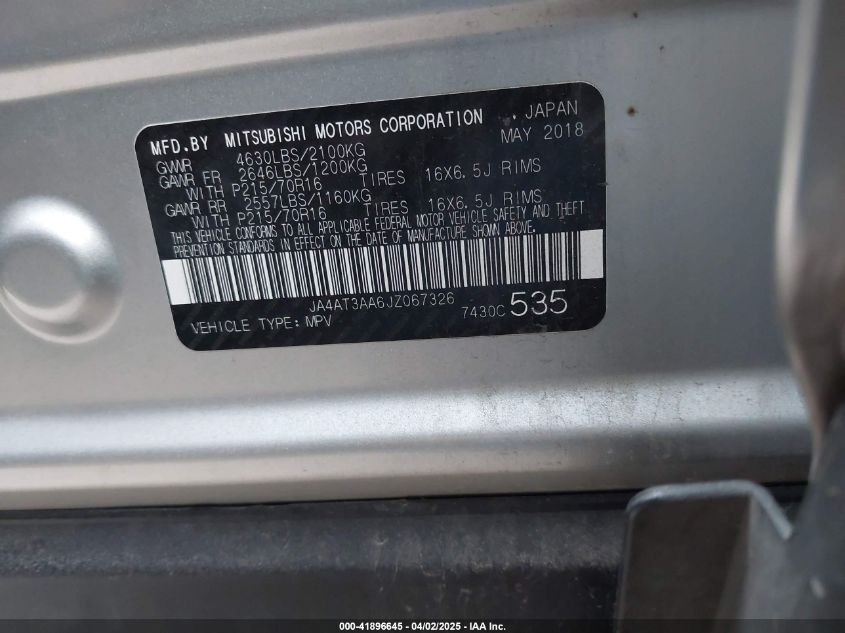 MFD.BY MITSUBISHI MOTORS CORPORATION , JAPAN
GVWR 4630LBS/2100KG MAY 2018
GAWR FR 2646LBS/1200KG
WITH P215/70R16 TIRES 16X6.5J RIMS
GAWR RR 2557LBS/1160KG
WITH P215/70R16 TIRES 16X6.5J RIMS
THIS VEHICLE CONFORMS TO ALL APPLICABLE FEDERAL MOTOR VEHICLE SAFETY AND THEFT
PREVENTION STANDARDS IN EFFECT ON THE DATE OF MANUFACTURE SHOWN ABOVE.
JA4AT3AA6JZ067326
VEHICLE TYPE: MPV 7430C 535
000-41896645 - 04/02/2025 - IAA Inc.